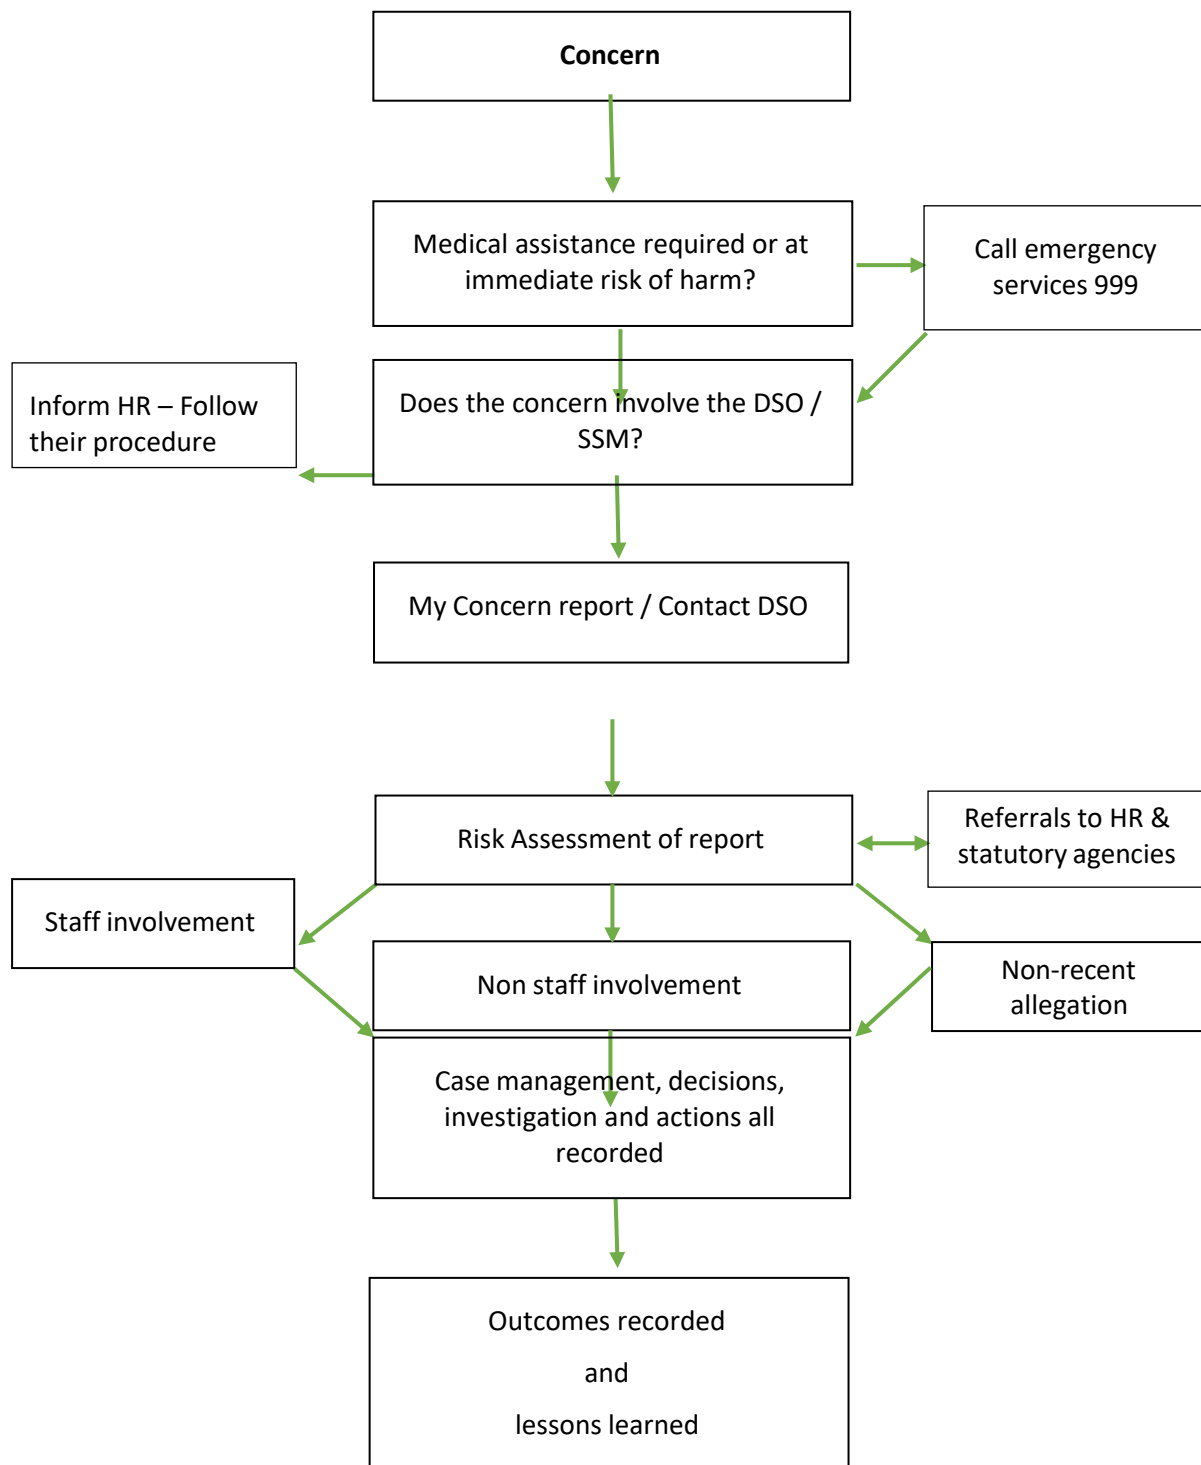 Concern
Medical assistance required or at
immediate risk of harm?
Call emergency
services 999
Inform HR – Follow
their procedure
Does the concern involve the DSO /
SSM?
My Concern report / Contact DSO
Risk Assessment of report
Referrals to HR &
statutory agencies
Staff involvement
Non staff involvement
Non-recent
allegation
Case management, decisions,
investigation and actions all
recorded
Outcomes recorded
and
lessons learned